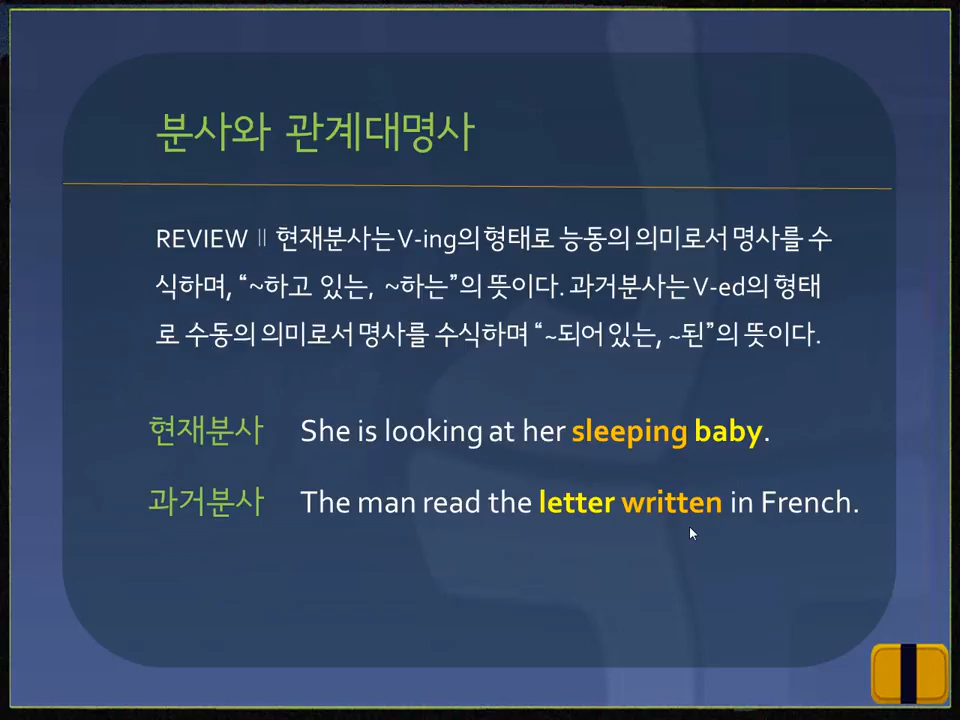 분사와 관계대명사
REVIEW || 현재분사는 V-ing의 형태로 능동의 의미로서 명사를 수
식하며, “~하고 있는, ~하는”의 뜻이다. 과거분사는 V-ed의 형태
로 수동의 의미로서 명사를 수식하며 “~되어 있는, ~된”의 뜻이다.
현재분사 She is looking at her sleeping baby.
과거분사 The man read the letter written in French.